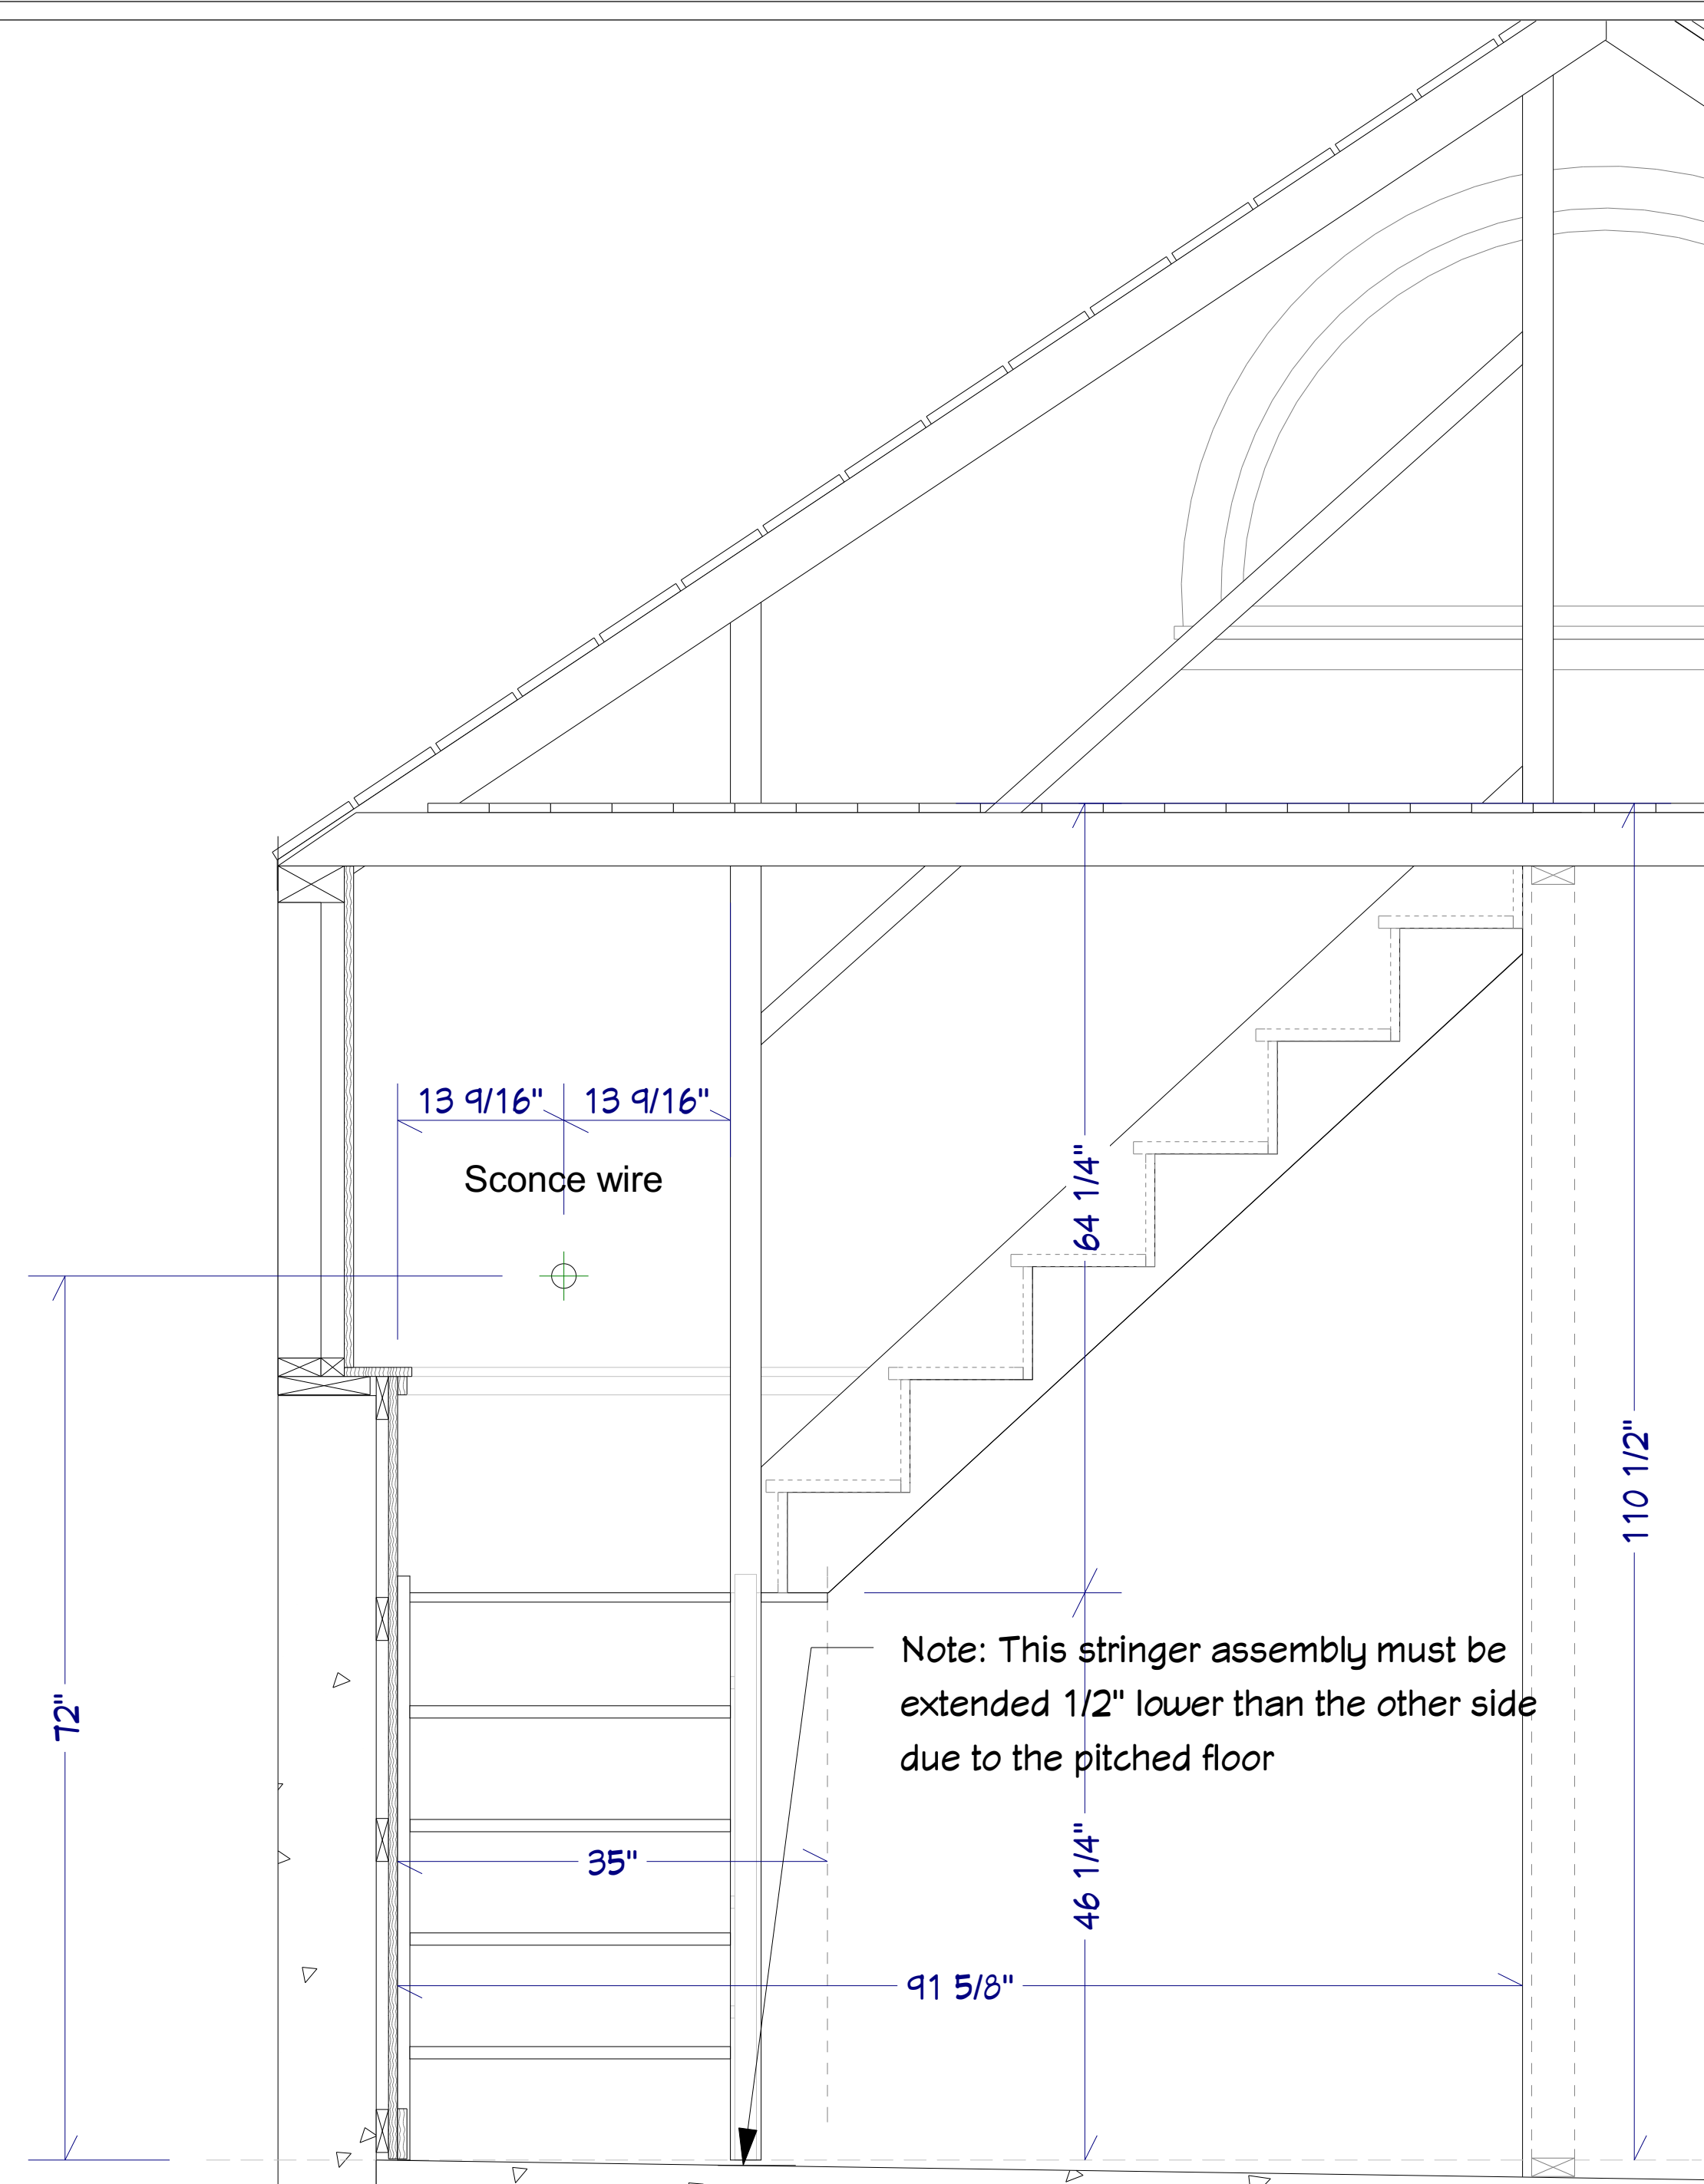 13 9/16" 13 9/16"
Sconce wire
64 1/4"
110 1/2"
Note: This stringer assembly must be
extended 1/2" lower than the other side
due to the pitched floor
72"
35"
46 1/4"
91 5/8"